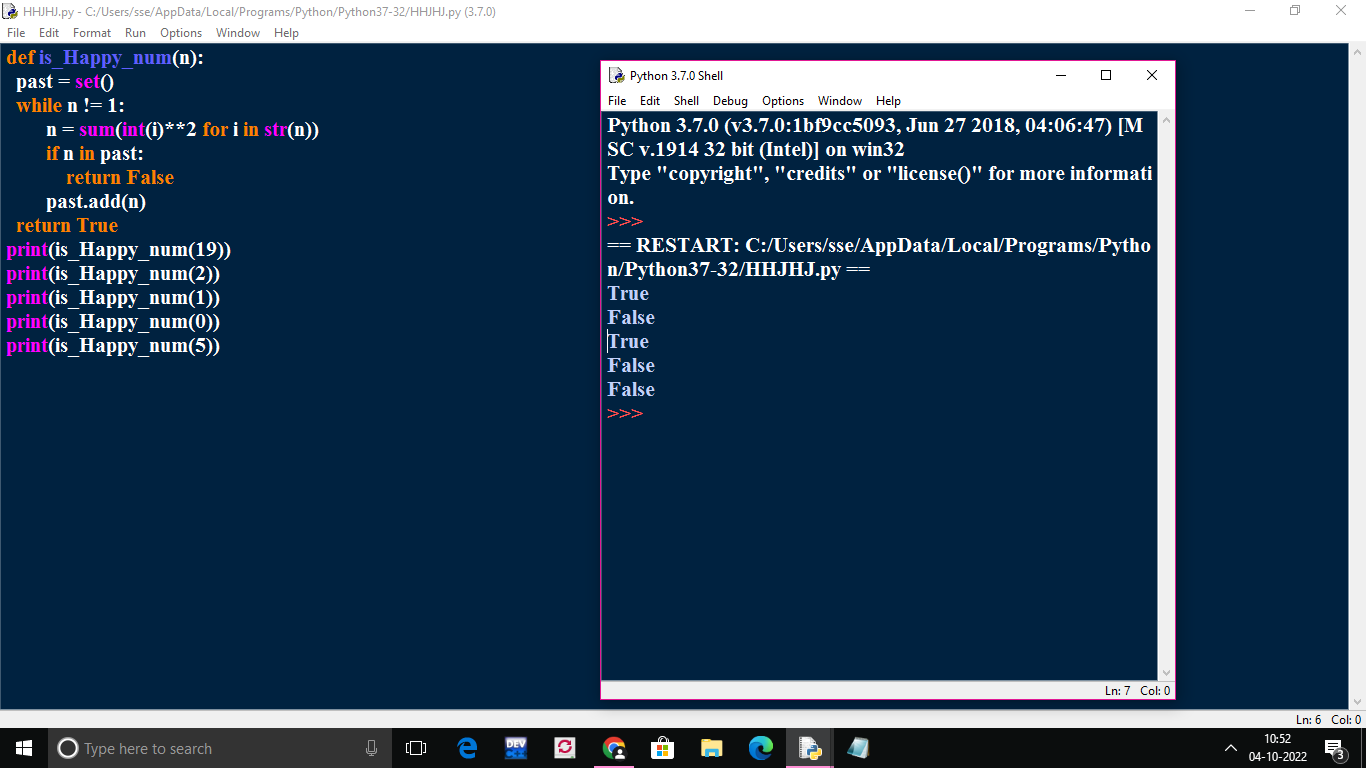 HHJHJ.py - C:/Users/sse/AppData/Local/Programs/Python/Python37-32/HHJHJ.py (3.7.0)
File Edit Format Run Options Window Help
def is_Happy_num(n):
  past = set()
  while n != 1:
        n = sum(int(i)**2 for i in str(n))
        if n in past:
            return False
        past.add(n)
  return True
print(is_Happy_num(19))
print(is_Happy_num(2))
print(is_Happy_num(1))
print(is_Happy_num(0))
print(is_Happy_num(5))
Python 3.7.0 Shell
File Edit Shell Debug Options Window Help
Python 3.7.0 (v3.7.0:1bf9cc5093, Jun 27 2018, 04:06:47) [M
SC v.1914 32 bit (Intel)] on win32
Type "copyright", "credits" or "license()" for more informati
on.
>>>
== RESTART: C:/Users/sse/AppData/Local/Programs/Pytho
n/Python37-32/HHJHJ.py ==
True
False
True
False
False
>>>
Ln: 7 Col: 0
Ln: 6 Col: 0
Type here to search
DEV
10:52
04-10-2022
3